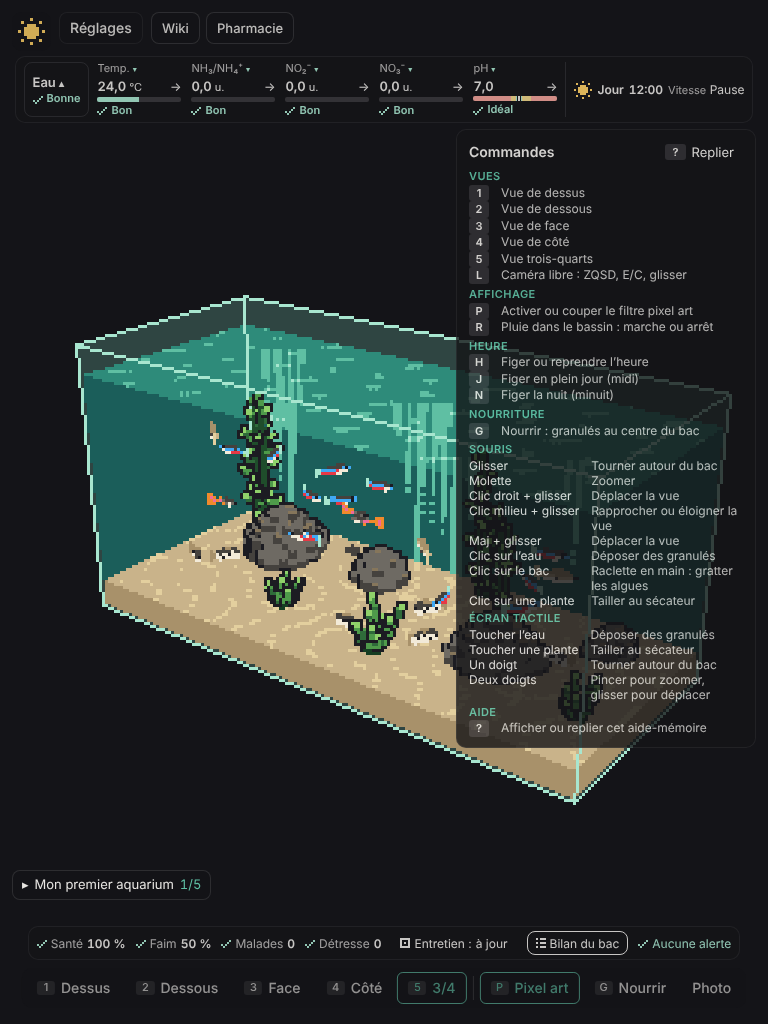 Réglages Wiki Pharmacie
Temp. ▾ NH₃/NH₄⁺ ▾ NO₂⁻ ▾ NO₃⁻ ▾ pH ▾
Eau ▴ 24,0 °C → 0,0 u. → 0,0 u. → 0,0 u. → 7,0 → Jour 12:00 Vitesse Pause
Bonne Bon Bon Bon Bon Idéal
Commandes ? Replier
VUES
1 Vue de dessus
2 Vue de dessous
3 Vue de face
4 Vue de côté
5 Vue trois-quarts
L Caméra libre : ZQSD, E/C, glisser
AFFICHAGE
P Activer ou couper le filtre pixel art
R Pluie dans le bassin : marche ou arrêt
HEURE
H Figer ou reprendre l’heure
J Figer en plein jour (midi)
N Figer la nuit (minuit)
NOURRITURE
G Nourrir : granulés au centre du bac
SOURIS
Glisser Tourner autour du bac
Molette Zoomer
Clic droit + glisser Déplacer la vue
Clic milieu + glisser Rapprocher ou éloigner la
vue
Maj + glisser Déplacer la vue
Clic sur l’eau Déposer des granulés
Clic sur le bac Raclette en main : gratter
les algues
Clic sur une plante Tailler au sécateur
ÉCRAN TACTILE
Toucher l’eau Déposer des granulés
Toucher une plante Tailler au sécateur
Un doigt Tourner autour du bac
Deux doigts Pincer pour zoomer,
glisser pour déplacer
AIDE
? Afficher ou replier cet aide-mémoire
▸ Mon premier aquarium 1/5
Santé 100 % Faim 50 % Malades 0 Détresse 0 Entretien : à jour Bilan du bac Aucune alerte
1 Dessus 2 Dessous 3 Face 4 Côté 5 3/4 P Pixel art G Nourrir Photo